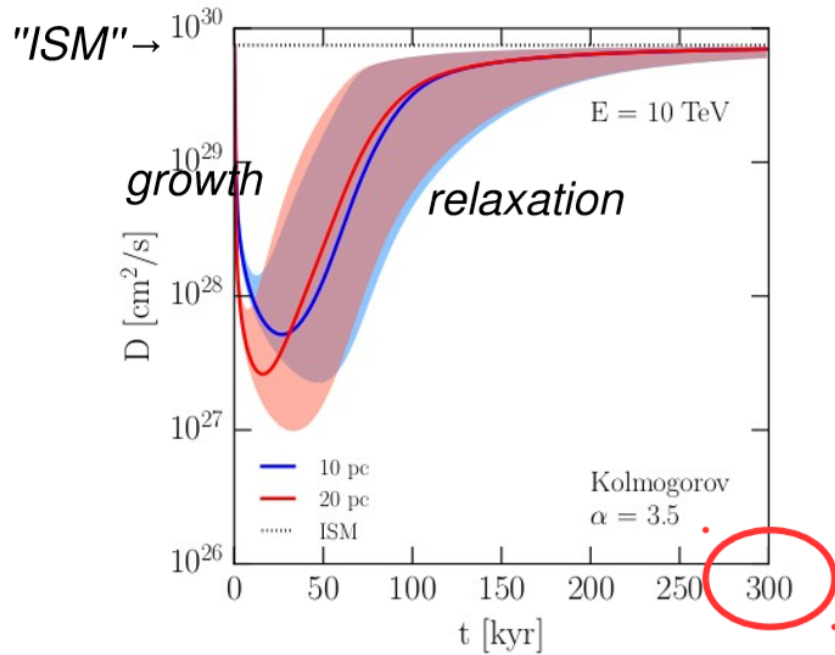 "ISM" →
10^30
10^29
10^28
10^27
10^26
D [cm^2/s]
growth
relaxation
E = 10 TeV
10 pc
20 pc
ISM
Kolmogorov
α = 3.5
0 50 100 150 200 250 300
t [kyr]